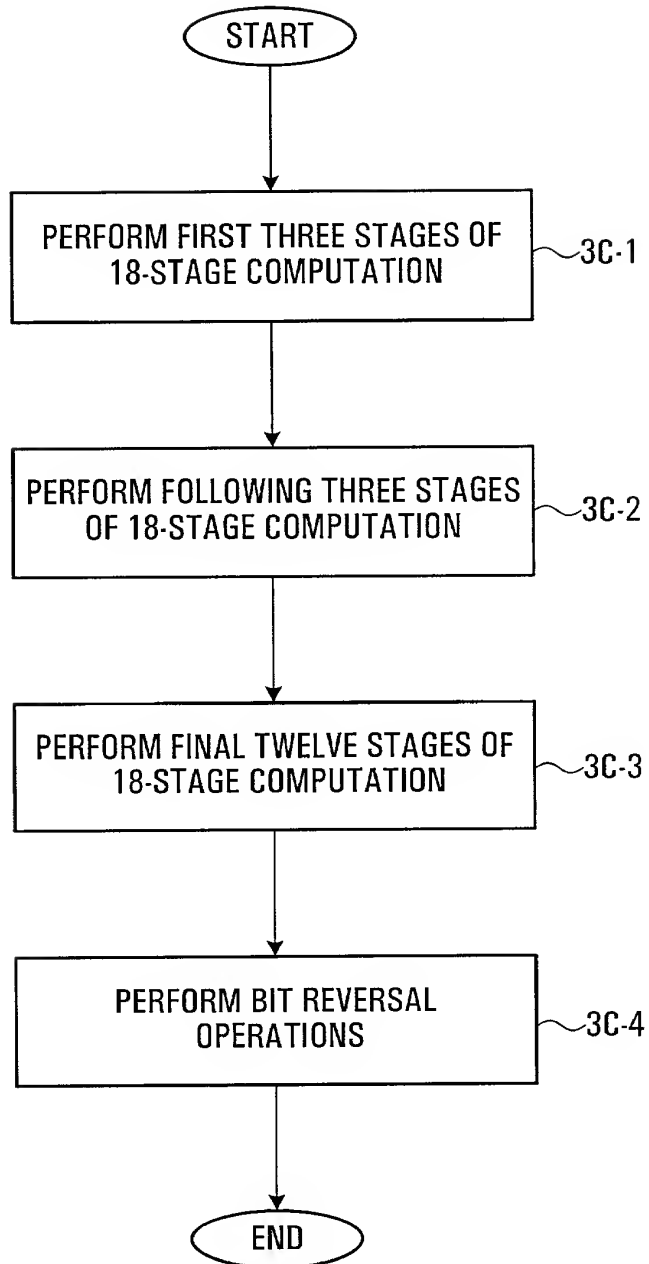 START
PERFORM FIRST THREE STAGES OF
18-STAGE COMPUTATION
3C-1
PERFORM FOLLOWING THREE STAGES
OF 18-STAGE COMPUTATION
3C-2
PERFORM FINAL TWELVE STAGES OF
18-STAGE COMPUTATION
3C-3
PERFORM BIT REVERSAL
OPERATIONS
3C-4
END